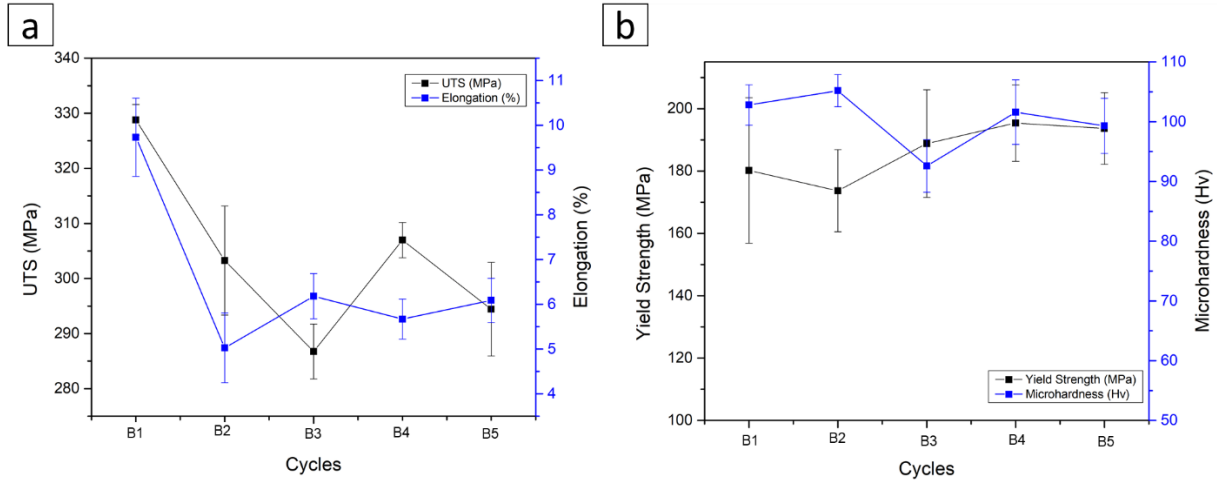 a
340
330
320
310
300
290
280
UTS (MPa)
UTS (MPa)
Elongation (%)
11
10
9
8
7
6
5
4
Elongation (%)
B1 B2 B3 B4 B5
Cycles
b
200
180
160
140
120
100
Yield Strength (MPa)
Yield Strength (MPa)
Microhardness (Hv)
110
100
90
80
70
60
50
Microhardness (Hv)
B1 B2 B3 B4 B5
Cycles